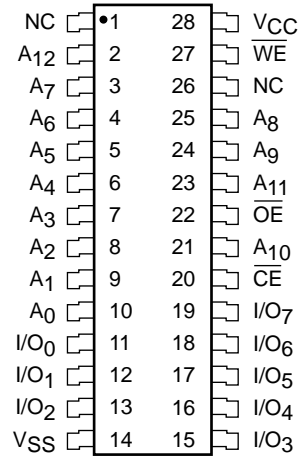 NC •1 28 VCC
A12 2 27 WE
A7 3 26 NC
A6 4 25 A8
A5 5 24 A9
A4 6 23 A11
A3 7 22 OE
A2 8 21 A10
A1 9 20 CE
A0 10 19 I/O7
I/O0 11 18 I/O6
I/O1 12 17 I/O5
I/O2 13 16 I/O4
VSS 14 15 I/O3